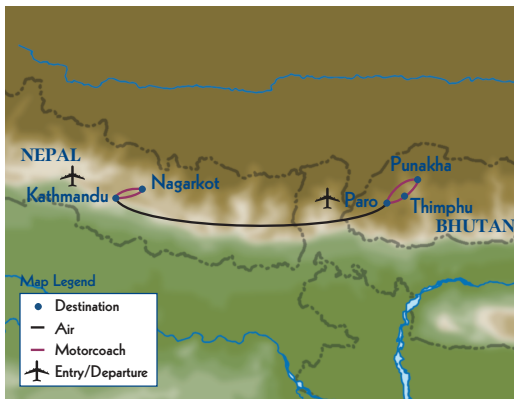 Punakha
NEPAL
Nagarkot
Kathmandu
Paro
Thimphu
BHUTAN
Map Legend
Destination
Air
Motorcoach
Entry/Departure